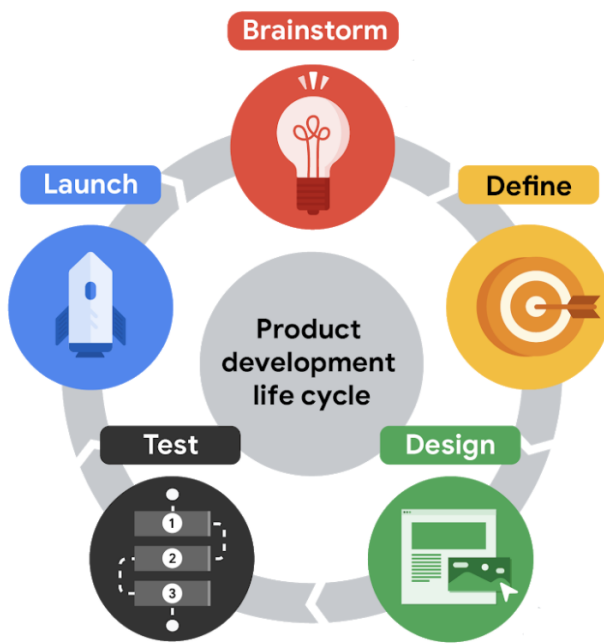 Brainstorm
Launch
Define
Product
development
life cycle
Test
Design
1
2
3